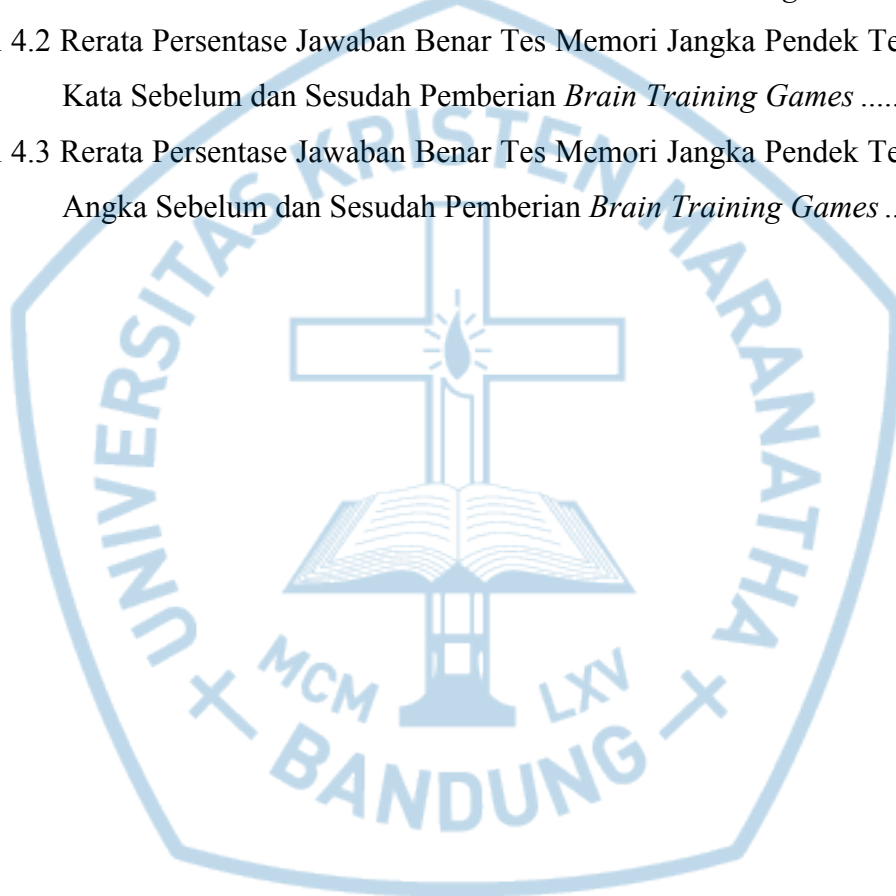 4.2 Rerata Persentase Jawaban Benar Tes Memori Jangka Pendek
Kata Sebelum dan Sesudah Pemberian Brain Training Games .....
4.3 Rerata Persentase Jawaban Benar Tes Memori Jangka Pendek
Angka Sebelum dan Sesudah Pemberian Brain Training Games ..
UNIVERSITAS KRISTEN MARANATHA
MCM LXV
BANDUNG